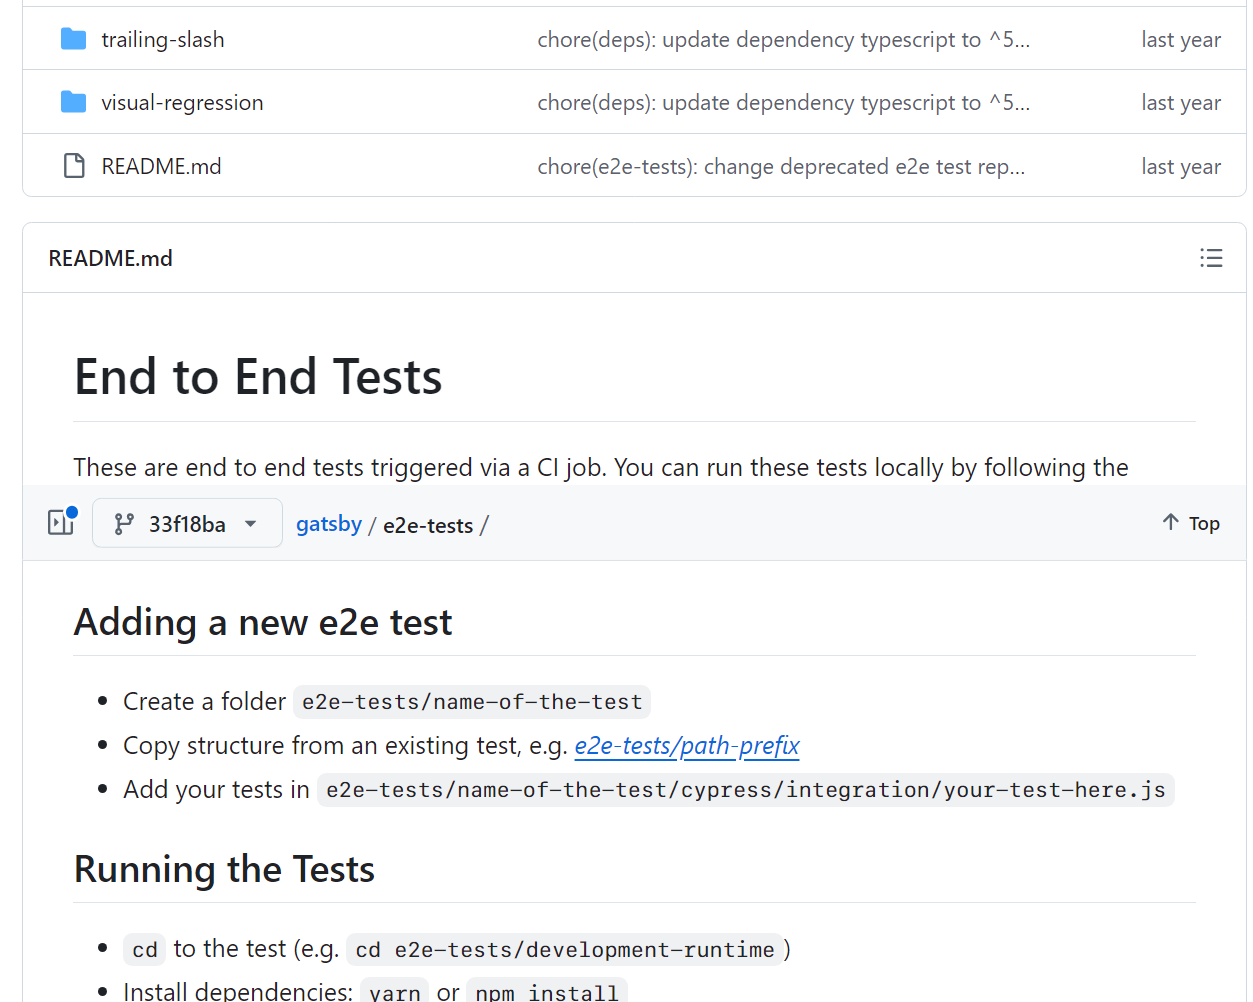 trailing-slash chore(deps): update dependency typescript to ^5... last year
visual-regression chore(deps): update dependency typescript to ^5... last year
README.md chore(e2e-tests): change deprecated e2e test rep... last year
README.md
End to End Tests
These are end to end tests triggered via a CI job. You can run these tests locally by following the
33f18ba gatsby / e2e-tests / Top
Adding a new e2e test
Create a folder e2e-tests/name-of-the-test
Copy structure from an existing test, e.g. e2e-tests/path-prefix
Add your tests in e2e-tests/name-of-the-test/cypress/integration/your-test-here.js
Running the Tests
cd to the test (e.g. cd e2e-tests/development-runtime )
Install dependencies: yarn or npm install